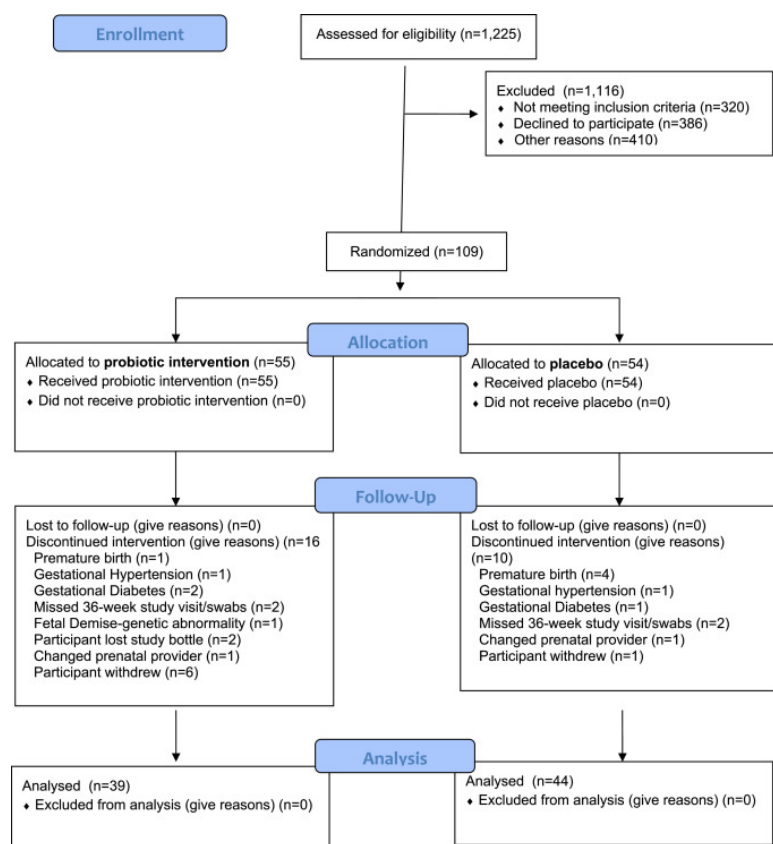 Enrollment
Assessed for eligibility (n=1,225)
Excluded (n=1,116)
♦ Not meeting inclusion criteria (n=320)
♦ Declined to participate (n=386)
♦ Other reasons (n=410)
Randomized (n=109)
Allocation
Allocated to probiotic intervention (n=55)
♦ Received probiotic intervention (n=55)
♦ Did not receive probiotic intervention (n=0)
Allocated to placebo (n=54)
♦ Received placebo (n=54)
♦ Did not receive placebo (n=0)
Follow-Up
Lost to follow-up (give reasons) (n=0)
Discontinued intervention (give reasons) (n=16
Premature birth (n=1)
Gestational Hypertension (n=1)
Gestational Diabetes (n=2)
Missed 36-week study visit/swabs (n=2)
Fetal Demise-genetic abnormality (n=1)
Participant lost study bottle (n=2)
Changed prenatal provider (n=1)
Participant withdrew (n=6)
Lost to follow-up (give reasons) (n=0)
Discontinued intervention (give reasons)
(n=10)
Premature birth (n=4)
Gestational hypertension (n=1)
Gestational Diabetes (n=1)
Missed 36-week study visit/swabs (n=2)
Changed prenatal provider (n=1)
Participant withdrew (n=1)
Analysis
Analysed (n=39)
♦ Excluded from analysis (give reasons) (n=0)
Analysed (n=44)
♦ Excluded from analysis (give reasons) (n=0)